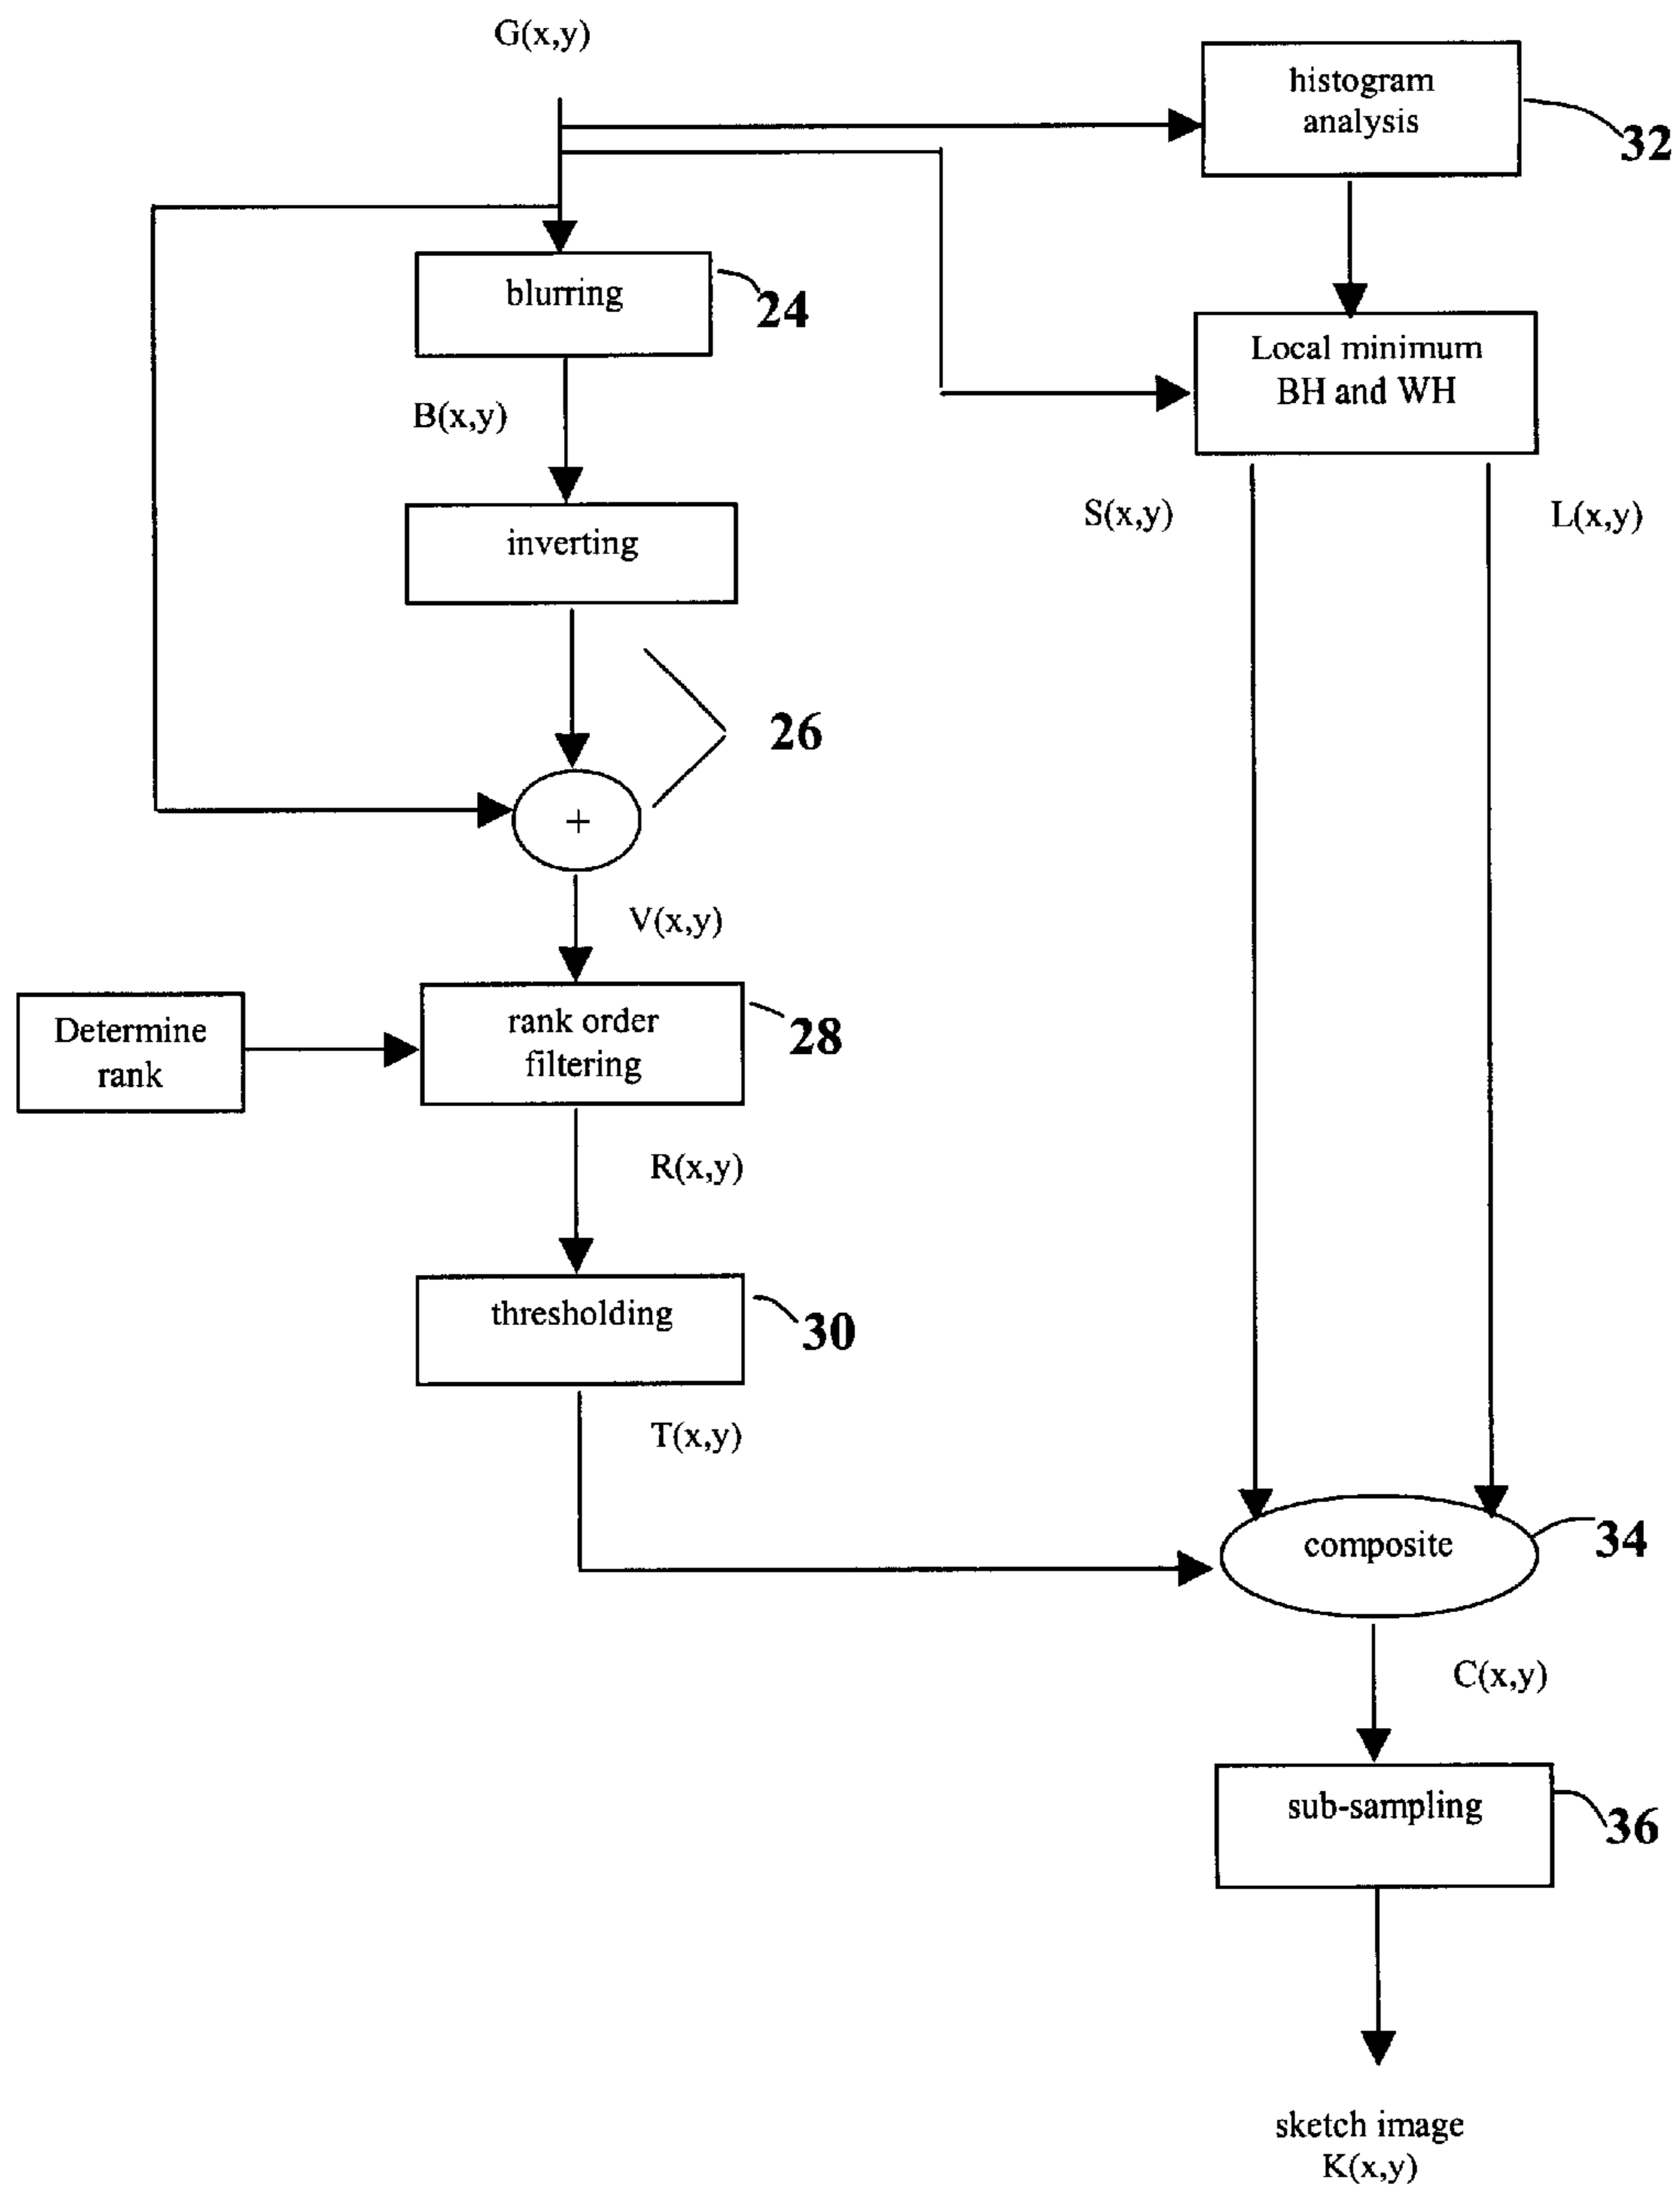 G(x,y)
histogram
analysis
32
blurring
24
Local minimum
BH and WH
B(x,y)
S(x,y)
L(x,y)
inverting
26
+
V(x,y)
Determine
rank
rank order
filtering
28
R(x,y)
thresholding
30
T(x,y)
composite
34
C(x,y)
sub-sampling
36
sketch image
K(x,y)